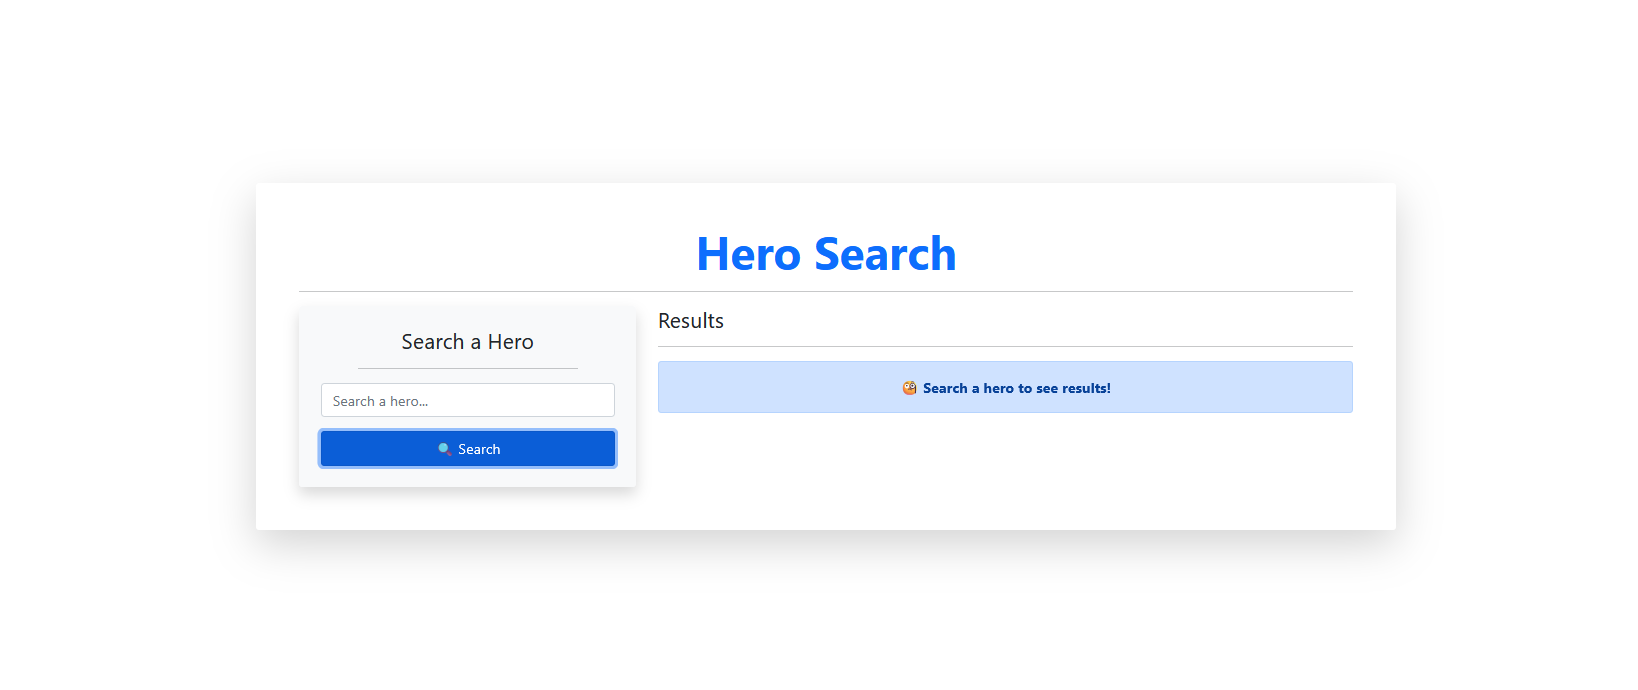 Hero Search
Search a Hero
Search a hero...
🔍 Search
Results
🧐 Search a hero to see results!